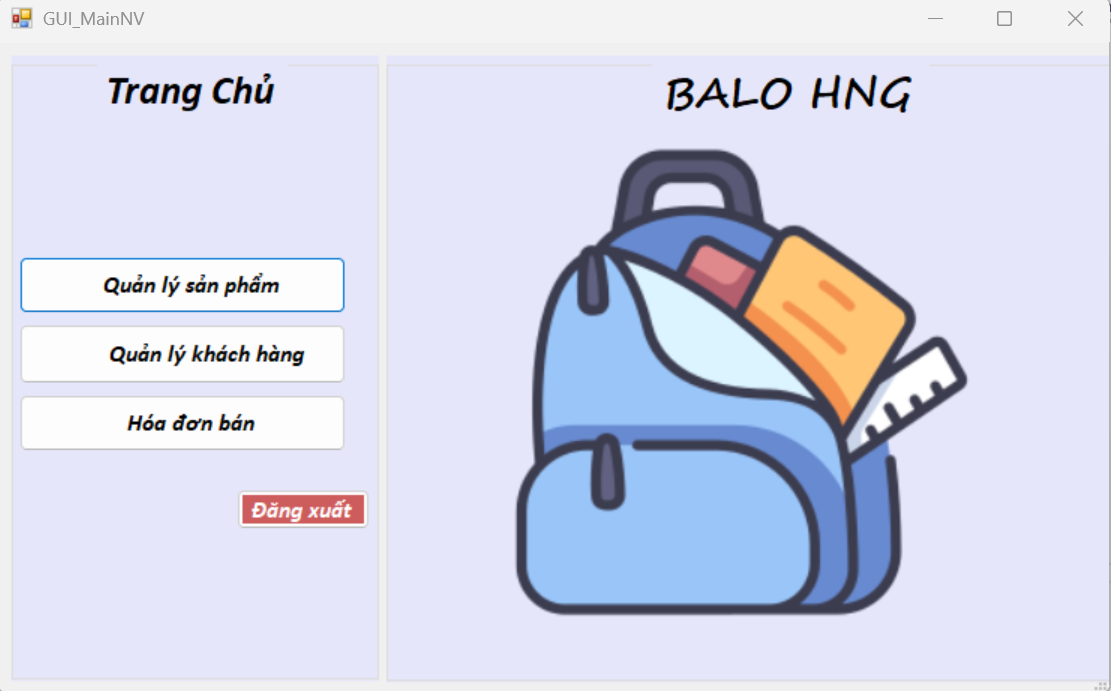 GUI_MainNV
Trang Chủ
Quản lý sản phẩm
Quản lý khách hàng
Hóa đơn bán
Đăng xuất
BALO HNG